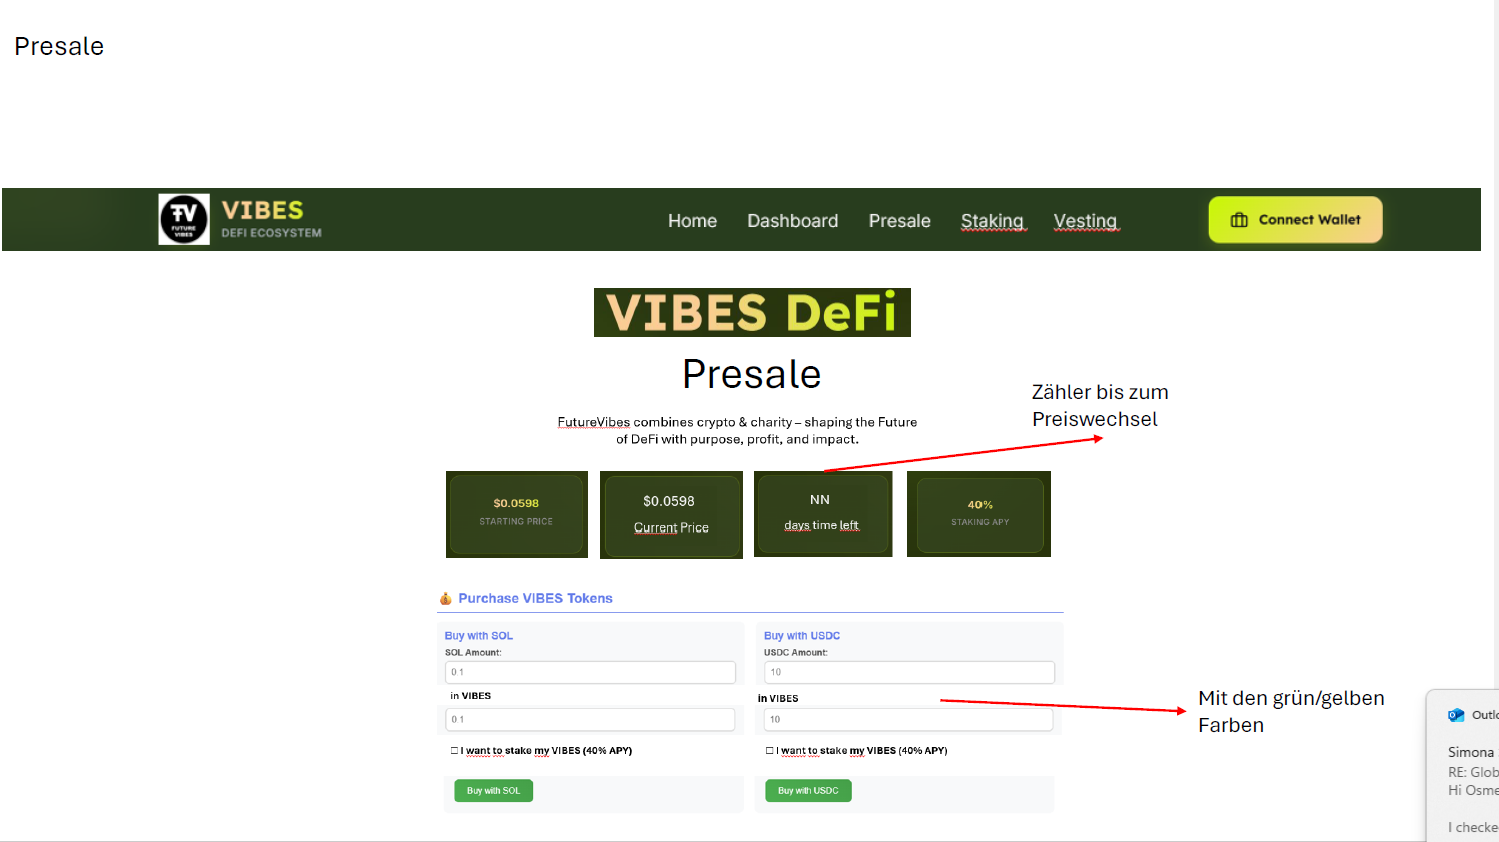 Presale
FV
FUTURE
VIBES
VIBES
DEFI ECOSYSTEM
Home Dashboard Presale Staking Vesting
Connect Wallet
VIBES DeFi
Presale
FutureVibes combines crypto & charity – shaping the Future
of DeFi with purpose, profit, and impact.
Zähler bis zum
Preiswechsel
$0.0598
STARTING PRICE
$0.0598
Current Price
NN
days time left
40%
STAKING APY
Purchase VIBES Tokens
Buy with SOL
SOL Amount:
0.1
in VIBES
0.1
☐ I want to stake my VIBES (40% APY)
Buy with SOL
Buy with USDC
USDC Amount:
10
in VIBES
10
☐ I want to stake my VIBES (40% APY)
Buy with USDC
Mit den grün/gelben
Farben
Outlo
Simona
RE: Glob
Hi Osme
I checke